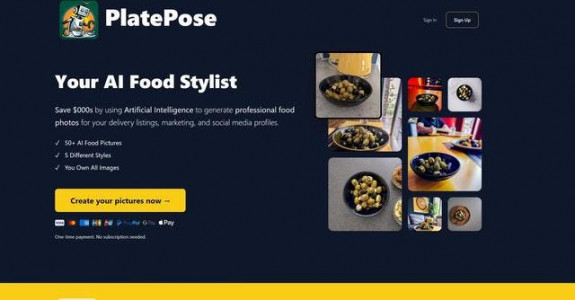 PlatePose
Sign In
Sign Up
Your AI Food Stylist
Save $000s by using Artificial Intelligence to generate professional food
photos for your delivery listings, marketing, and social media profiles.
✓ 50+ AI Food Pictures
✓ 5 Different Styles
✓ You Own All Images
Create your pictures now →
PayPal G Pay Apple Pay
One time payment. No subscription needed.